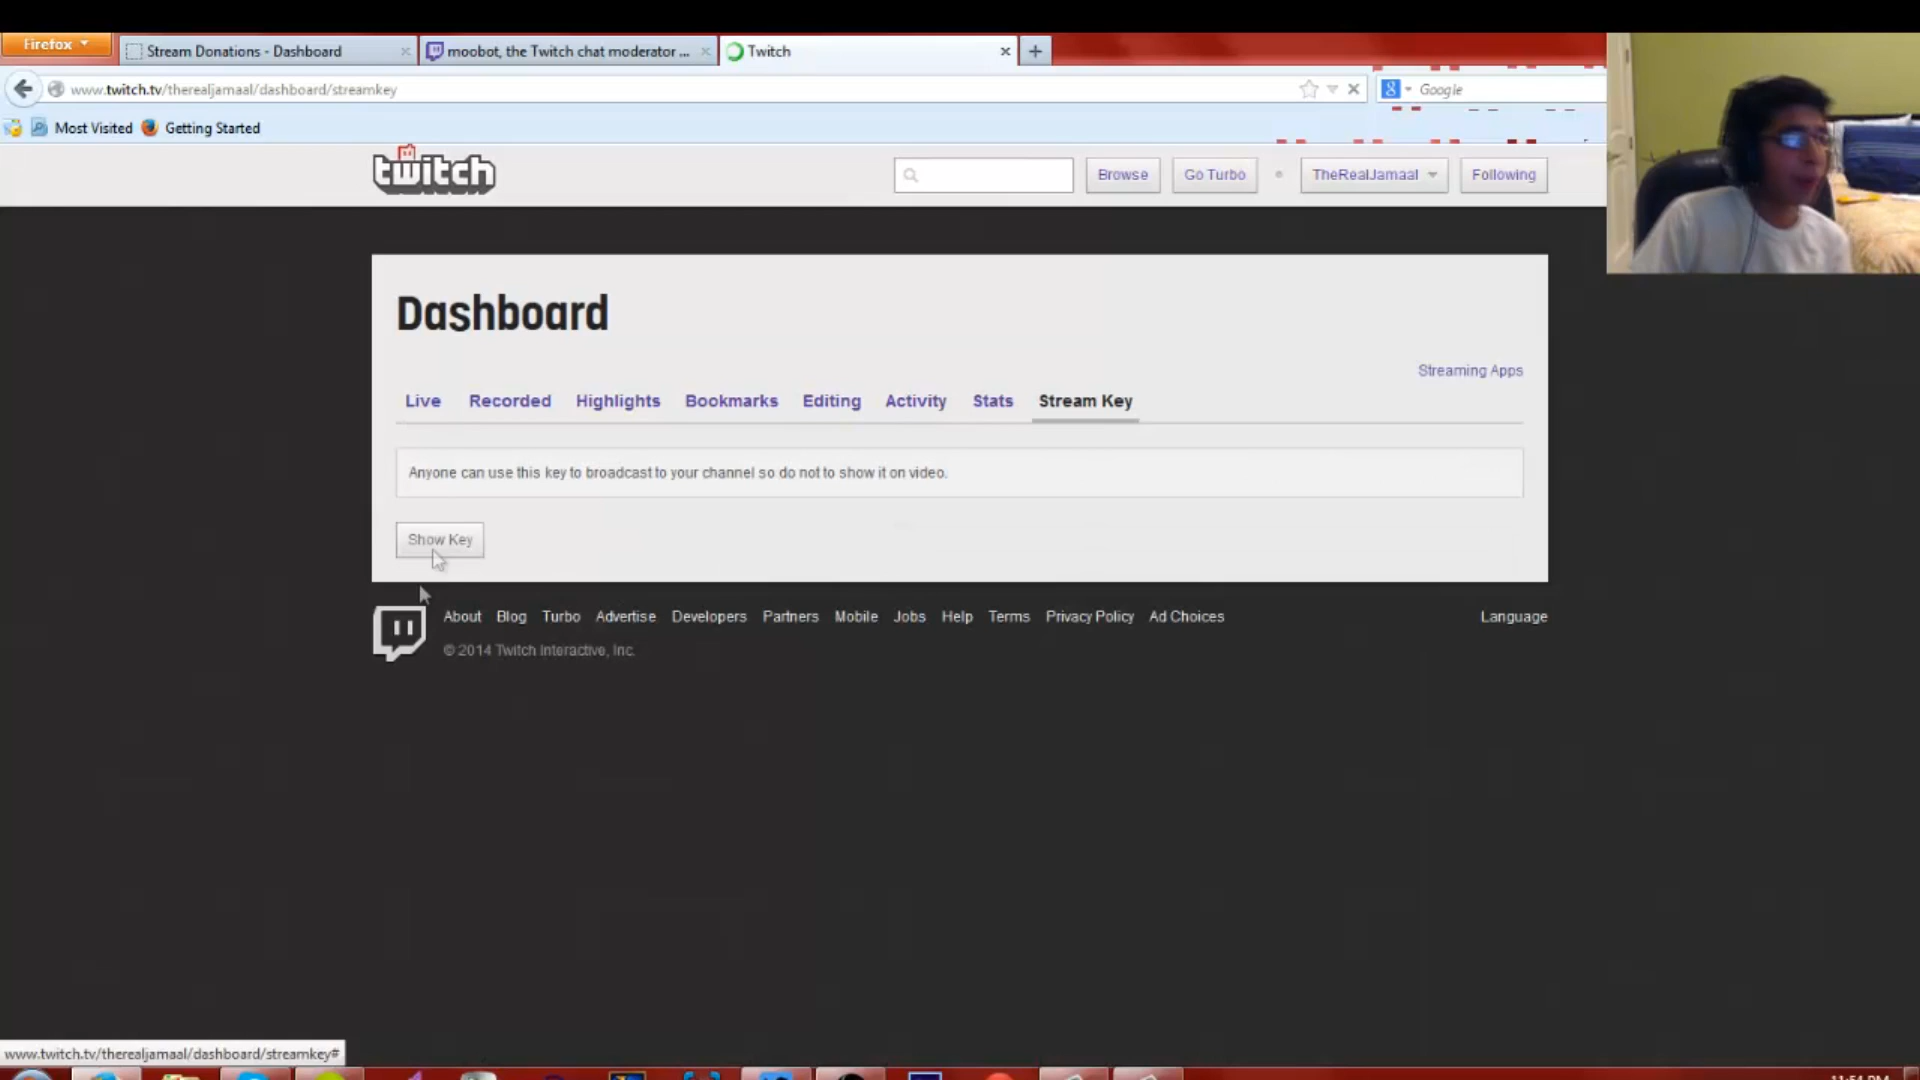 Firefox
Stream Donations - Dashboard
moobot, the Twitch chat moderator ...
Twitch
www.twitch.tv/therealjamaal/dashboard/streamkey
Google
Most Visited
Getting Started
twitch
Browse
Go Turbo
TheRealJamaal
Following
Dashboard
Streaming Apps
Live Recorded Highlights Bookmarks Editing Activity Stats Stream Key
Anyone can use this key to broadcast to your channel so do not to show it on video.
Show Key
About Blog Turbo Advertise Developers Partners Mobile Jobs Help Terms Privacy Policy Ad Choices
Language
© 2014 Twitch Interactive, Inc.
www.twitch.tv/therealjamaal/dashboard/streamkey#